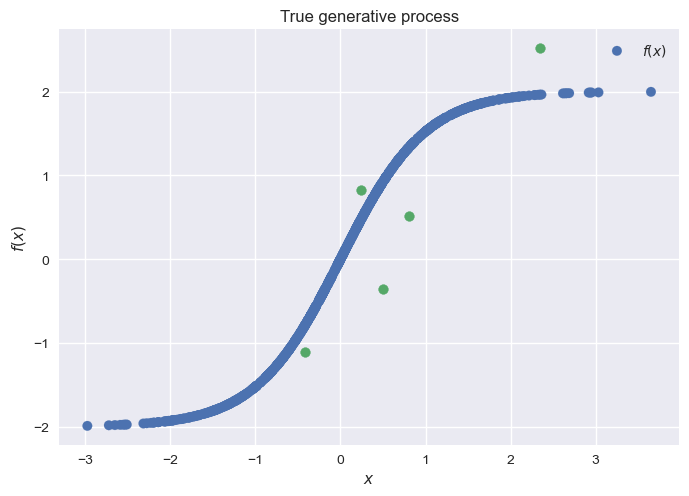 True generative process
f(x)
2
1
0
−1
−2
f(x)
−3 −2 −1 0 1 2 3
x